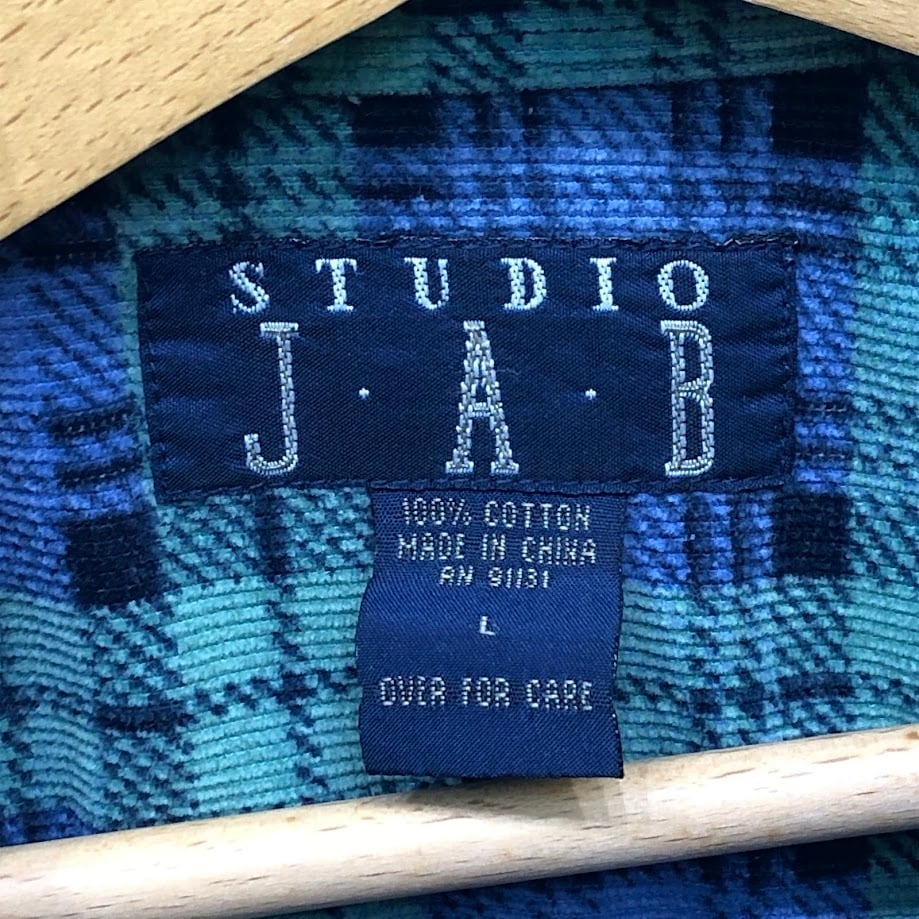 STUDIO
J·A·B
100% COTTON
MADE IN CHINA
RN 91131
L
OVER FOR CARE